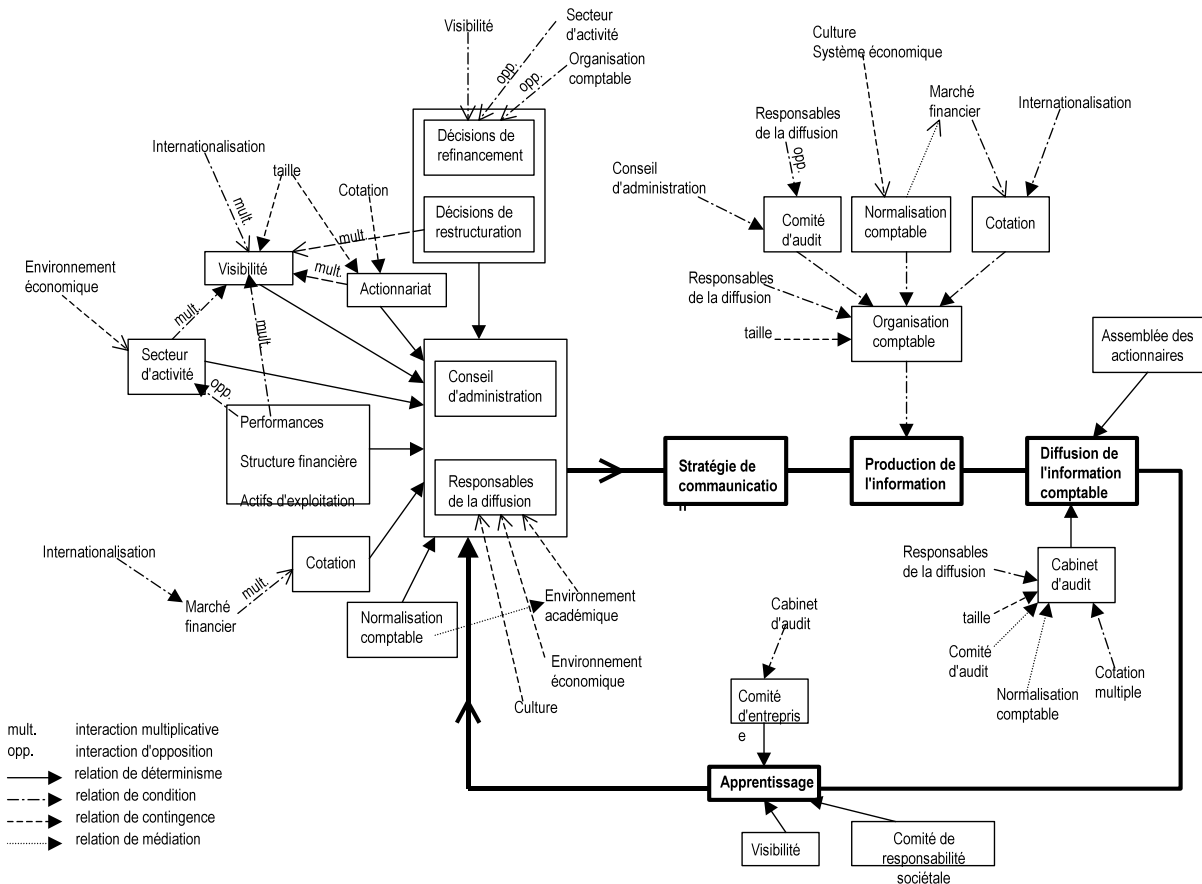 Visibilité
Secteur
d'activité
Organisation
comptable
opp.
opp.
Décisions de
refinancement
Décisions de
restructuration
Internationalisation
taille
Cotation
mult.
mult.
mult.
Visibilité
Actionnariat
Environnement
économique
mult.
mult.
Secteur
d'activité
opp.
Performances
Structure financière
Actifs d'exploitation
Conseil
d'administration
Responsables
de la diffusion
Internationalisation
Marché
financier
mult.
Cotation
Normalisation
comptable
Environnement
académique
Environnement
économique
Culture
Culture
Système économique
Responsables
de la diffusion
opp.
Marché
financier
Internationalisation
Conseil
d'administration
Comité
d'audit
Normalisation
comptable
Cotation
Responsables
de la diffusion
taille
Organisation
comptable
Assemblée des
actionnaires
Stratégie de
commaunicatio
n
Production de
l'information
Diffusion de
l'information
comptable
Responsables
de la diffusion
taille
Comité
d'audit
Normalisation
comptable
Cabinet
d'audit
Cotation
multiple
Cabinet
d'audit
Comité
d'entrepris
e
Apprentissage
Visibilité
Comité de
responsabilité
sociétale
mult. interaction multiplicative
opp. interaction d'opposition
relation de déterminisme
relation de condition
relation de contingence
relation de médiation